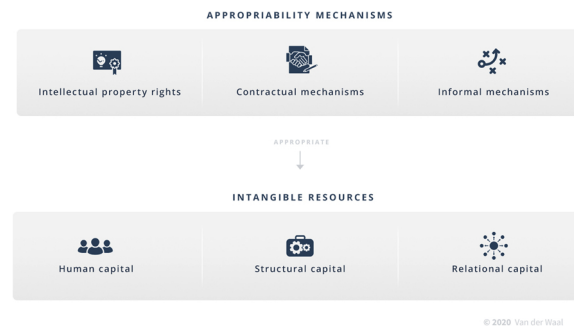 APPROPRIABILITY MECHANISMS
Intellectual property rights
Contractual mechanisms
Informal mechanisms
APPROPRIATE
INTANGIBLE RESOURCES
Human capital
Structural capital
Relational capital
© 2020 Van der Waal